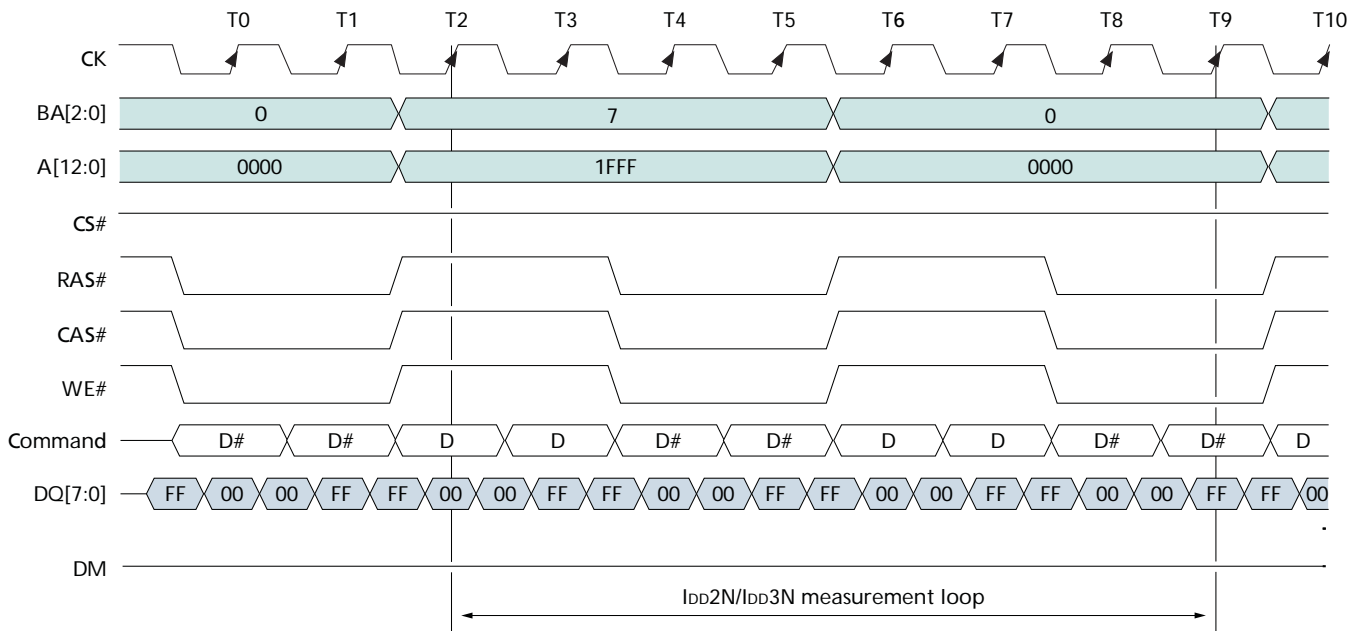 T0 T1 T2 T3 T4 T5 T6 T7 T8 T9 T10
CK
BA[2:0] 0 7 0
A[12:0] 0000 1FFF 0000
CS#
RAS#
CAS#
WE#
Command D# D# D D D# D# D D D# D# D
DQ[7:0] FF 00 00 FF FF 00 00 FF FF 00 00 FF FF 00 00 FF FF 00 00 FF FF 00
DM
IDD2N/IDD3N measurement loop